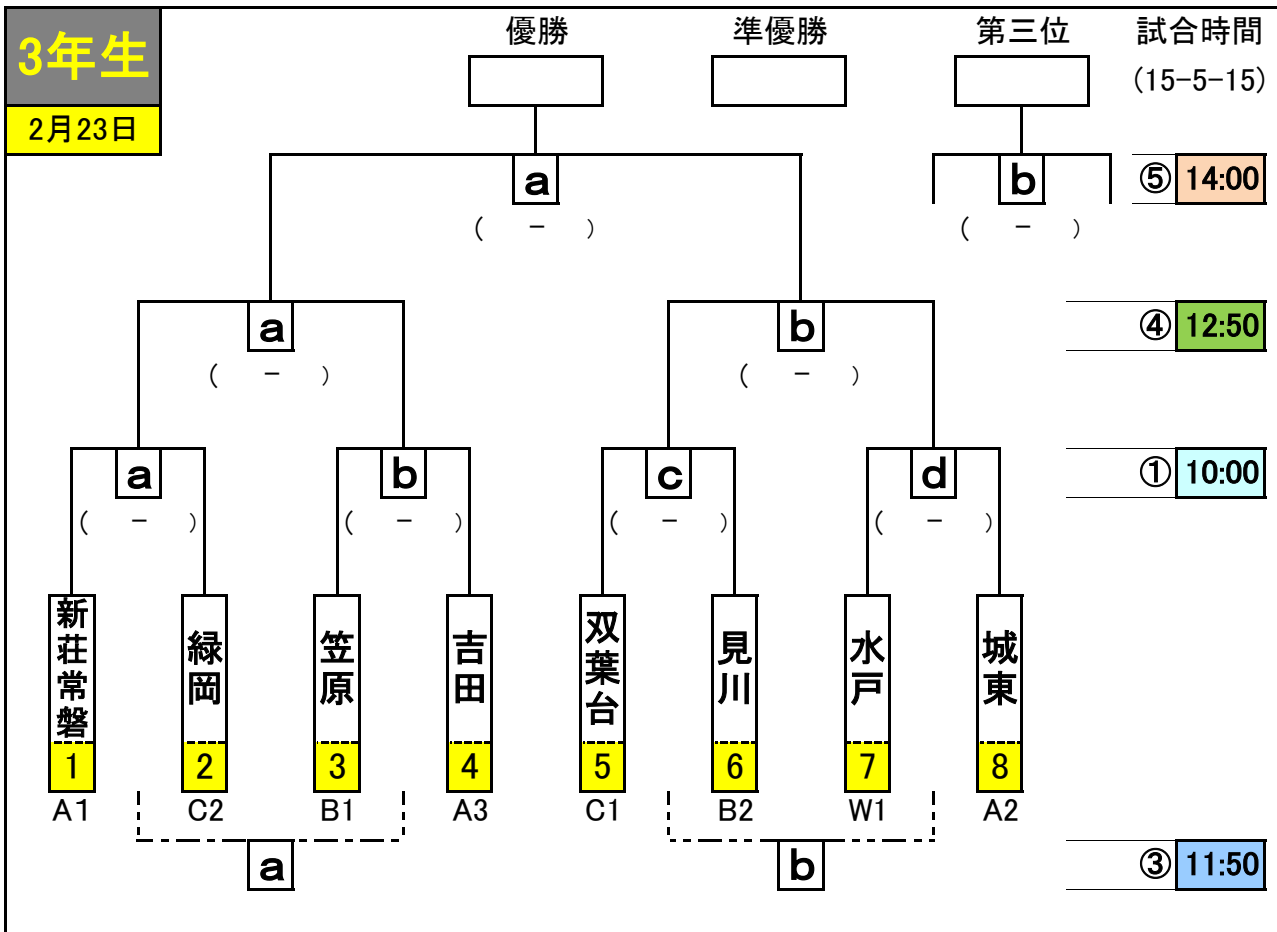 3年生
2月23日
優勝 準優勝 第三位 試合時間
(15-5-15)
a b ⑤ 14:00
( - ) ( - )
a b ④ 12:50
( - ) ( - )
a b c d ① 10:00
( - ) ( - ) ( - ) ( - )
新荘常磐 緑岡 笠原 吉田 双葉台 見川 水戸 城東
1 2 3 4 5 6 7 8
A1 C2 B1 A3 C1 B2 W1 A2
a b ③ 11:50